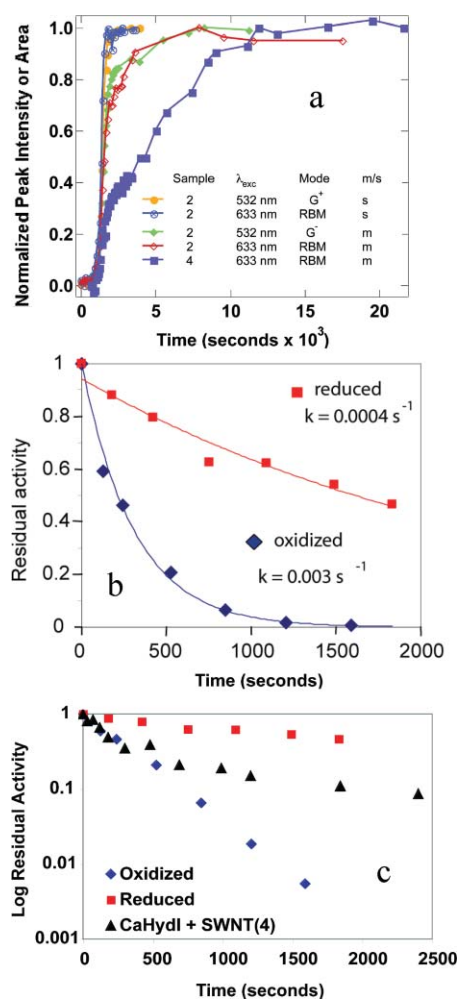 Normalized Peak Intensity or Area
1.0
0.8
0.6
0.4
0.2
0.0
a
Sample λexc Mode m/s
2 532 nm G+ s
2 633 nm RBM s
2 532 nm G- m
2 633 nm RBM m
4 633 nm RBM m
0 5 10 15 20
Time (seconds x 10³)
Residual activity
1
0.8
0.6
0.4
0.2
0
reduced
k = 0.0004 s⁻¹
oxidized
k = 0.003 s⁻¹
b
0 500 1000 1500 2000
Time (seconds)
Log Residual Activity
1
0.1
0.01
0.001
Oxidized
Reduced
CaHydI + SWNT(4)
c
0 500 1000 1500 2000 2500
Time (seconds)